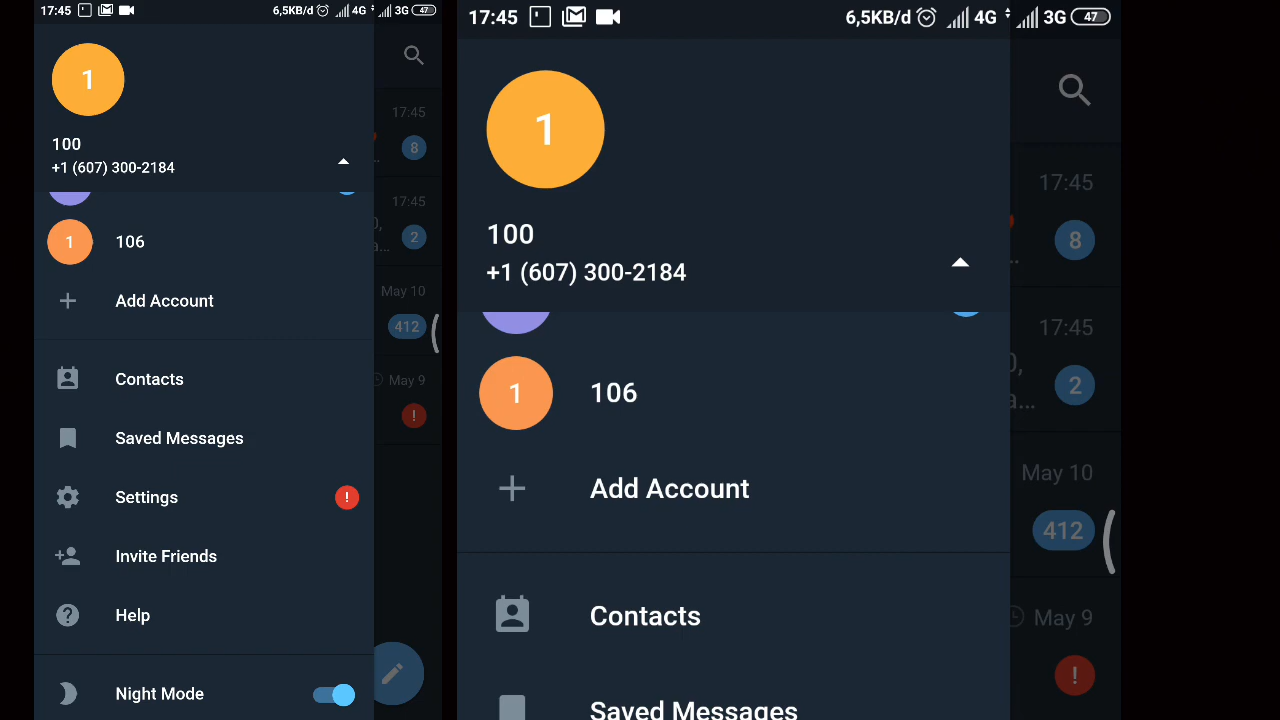 17:45
6,5KB/d
4G
3G
47
1
100
+1 (607) 300-2184
1
106
Add Account
Contacts
Saved Messages
Settings
!
Invite Friends
Help
Night Mode
17:45
8
17:45
0,
2
a...
May 10
412
May 9
!
17:45
6,5KB/d
4G
3G
47
1
100
+1 (607) 300-2184
1
106
Add Account
Contacts
Saved Messages
17:45
8
17:45
0,
2
a...
May 10
412
May 9
!